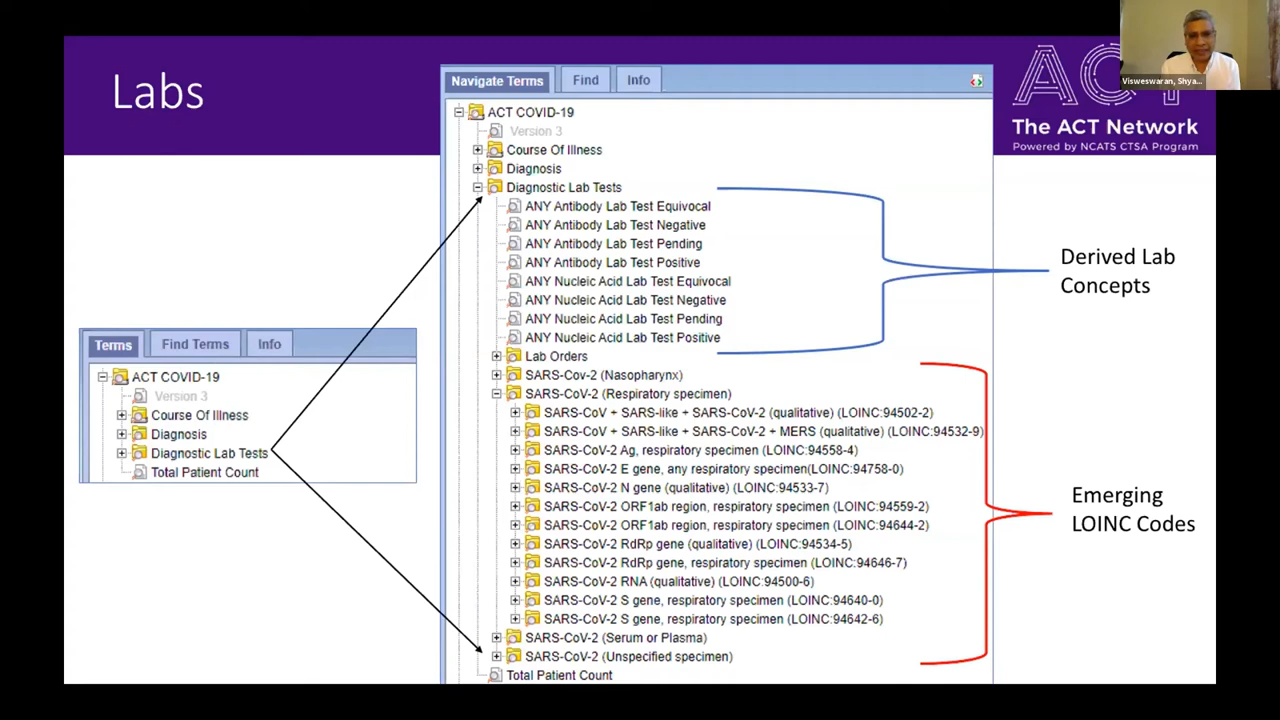 Labs
Navigate Terms
Find
Info
ACT COVID-19
Version 3
Course Of Illness
Diagnosis
Diagnostic Lab Tests
ANY Antibody Lab Test Equivocal
ANY Antibody Lab Test Negative
ANY Antibody Lab Test Pending
ANY Antibody Lab Test Positive
ANY Nucleic Acid Lab Test Equivocal
ANY Nucleic Acid Lab Test Negative
ANY Nucleic Acid Lab Test Pending
ANY Nucleic Acid Lab Test Positive
Lab Orders
SARS-Cov-2 (Nasopharynx)
SARS-CoV-2 (Respiratory specimen)
SARS-CoV + SARS-like + SARS-CoV-2 (qualitative) (LOINC:94502-2)
SARS-CoV + SARS-like + SARS-CoV-2 + MERS (qualitative) (LOINC:94532-9)
SARS-CoV-2 Ag, respiratory specimen (LOINC:94558-4)
SARS-CoV-2 E gene, any respiratory specimen(LOINC:94758-0)
SARS-CoV-2 N gene (qualitative) (LOINC:94533-7)
SARS-CoV-2 ORF1ab region, respiratory specimen (LOINC:94559-2)
SARS-CoV-2 ORF1ab region, respiratory specimen (LOINC:94644-2)
SARS-CoV-2 RdRp gene (qualitative) (LOINC:94534-5)
SARS-CoV-2 RdRp gene, respiratory specimen (LOINC:94646-7)
SARS-CoV-2 RNA (qualitative) (LOINC:94500-6)
SARS-CoV-2 S gene, respiratory specimen (LOINC:94640-0)
SARS-CoV-2 S gene, respiratory specimen (LOINC:94642-6)
SARS-CoV-2 (Serum or Plasma)
SARS-CoV-2 (Unspecified specimen)
Total Patient Count
Terms
Find Terms
Info
ACT COVID-19
Version 3
Course Of Illness
Diagnosis
Diagnostic Lab Tests
Total Patient Count
Derived Lab
Concepts
Emerging
LOINC Codes
Visweswaran, Shya...
ACT
The ACT Network
Powered by NCATS CTSA Program